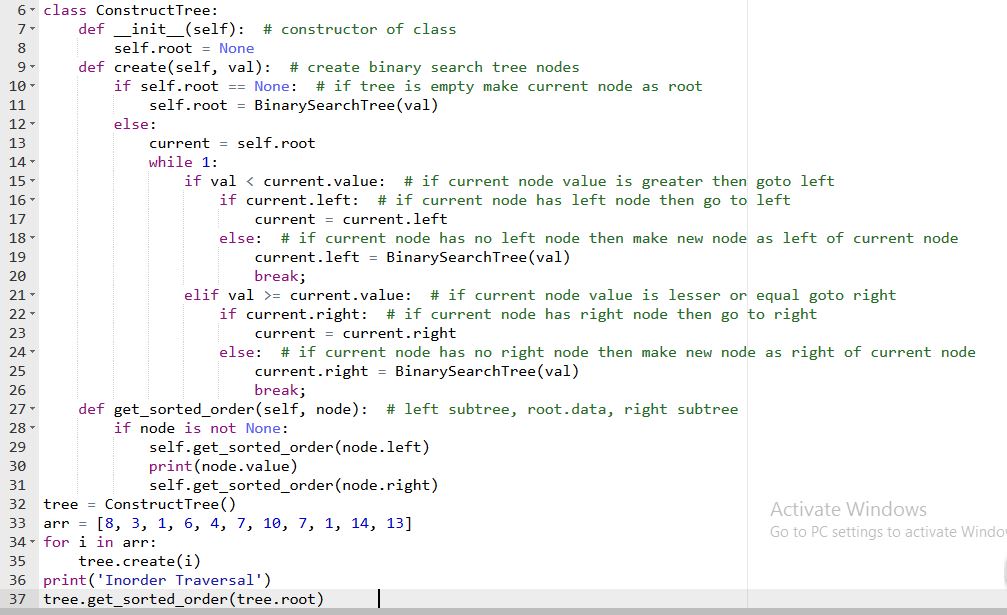 6 class ConstructTree:
7     def __init__(self):  # constructor of class
8         self.root = None
9     def create(self, val):  # create binary search tree nodes
10         if self.root == None:  # if tree is empty make current node as root
11             self.root = BinarySearchTree(val)
12         else:
13             current = self.root
14             while 1:
15                 if val < current.value:  # if current node value is greater then goto left
16                     if current.left:  # if current node has left node then go to left
17                         current = current.left
18                     else:  # if current node has no left node then make new node as left of current node
19                         current.left = BinarySearchTree(val)
20                         break;
21                 elif val >= current.value:  # if current node value is lesser or equal goto right
22                     if current.right:  # if current node has right node then go to right
23                         current = current.right
24                     else:  # if current node has no right node then make new node as right of current node
25                         current.right = BinarySearchTree(val)
26                         break;
27     def get_sorted_order(self, node):  # left subtree, root.data, right subtree
28         if node is not None:
29             self.get_sorted_order(node.left)
30             print(node.value)
31             self.get_sorted_order(node.right)
32 tree = ConstructTree()
33 arr = [8, 3, 1, 6, 4, 7, 10, 7, 1, 14, 13]
34 for i in arr:
35     tree.create(i)
36 print('Inorder Traversal')
37 tree.get_sorted_order(tree.root)
Activate Windows
Go to PC settings to activate Windo